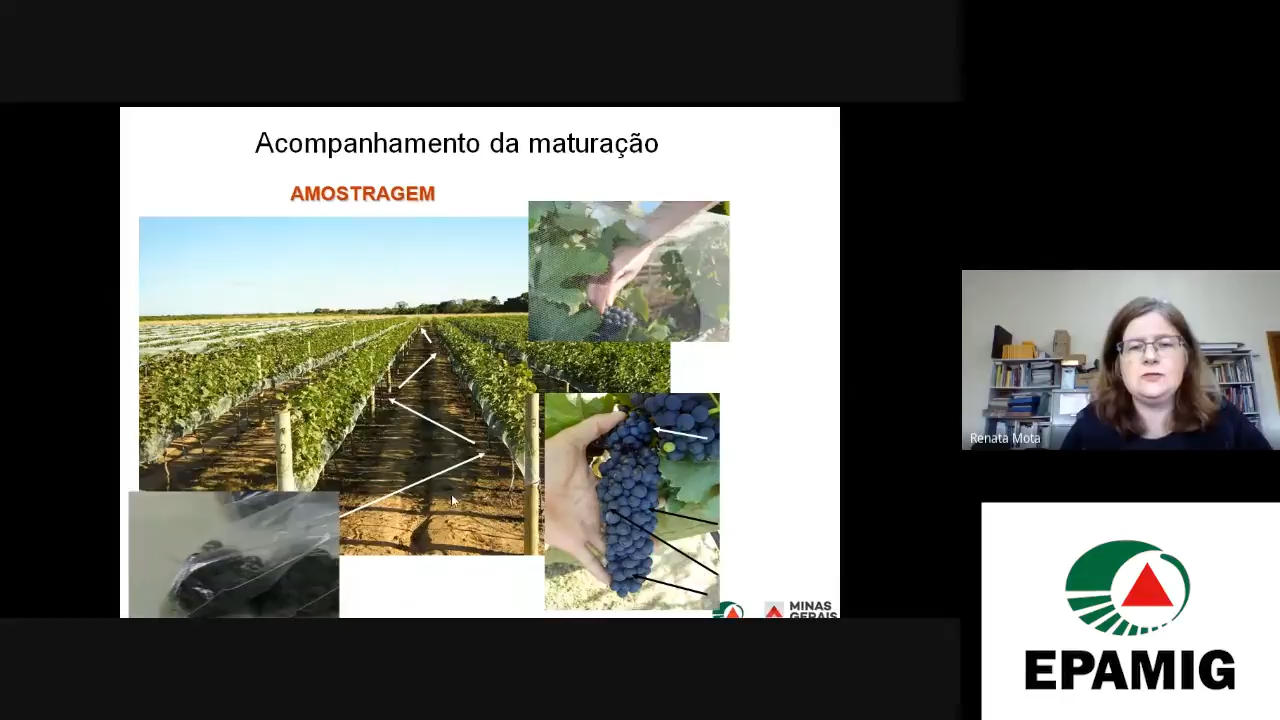 Acompanhamento da maturação
AMOSTRAGEM
MINAS
GERAIS
Renata Mota
EPAMIG